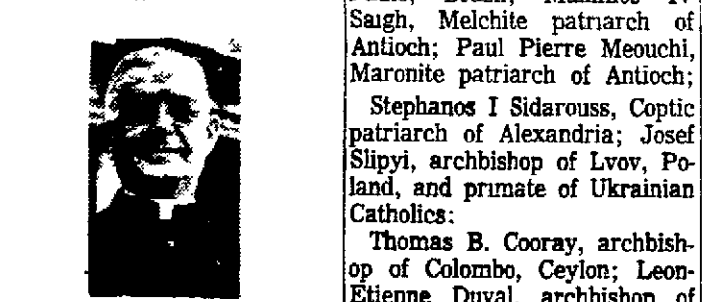 Saigh, Melchite patriarch of
Antioch; Paul Pierre Meouchi,
Maronite patriarch of Antioch;
Stephanos I Sidarouss, Coptic
patriarch of Alexandria; Josef
Slipyi, archbishop of Lvov, Po-
land, and primate of Ukrainian
Catholics:
Thomas B. Cooray, archbish-
op of Colombo, Ceylon; Leon-
Etienne Duval, archbishop of